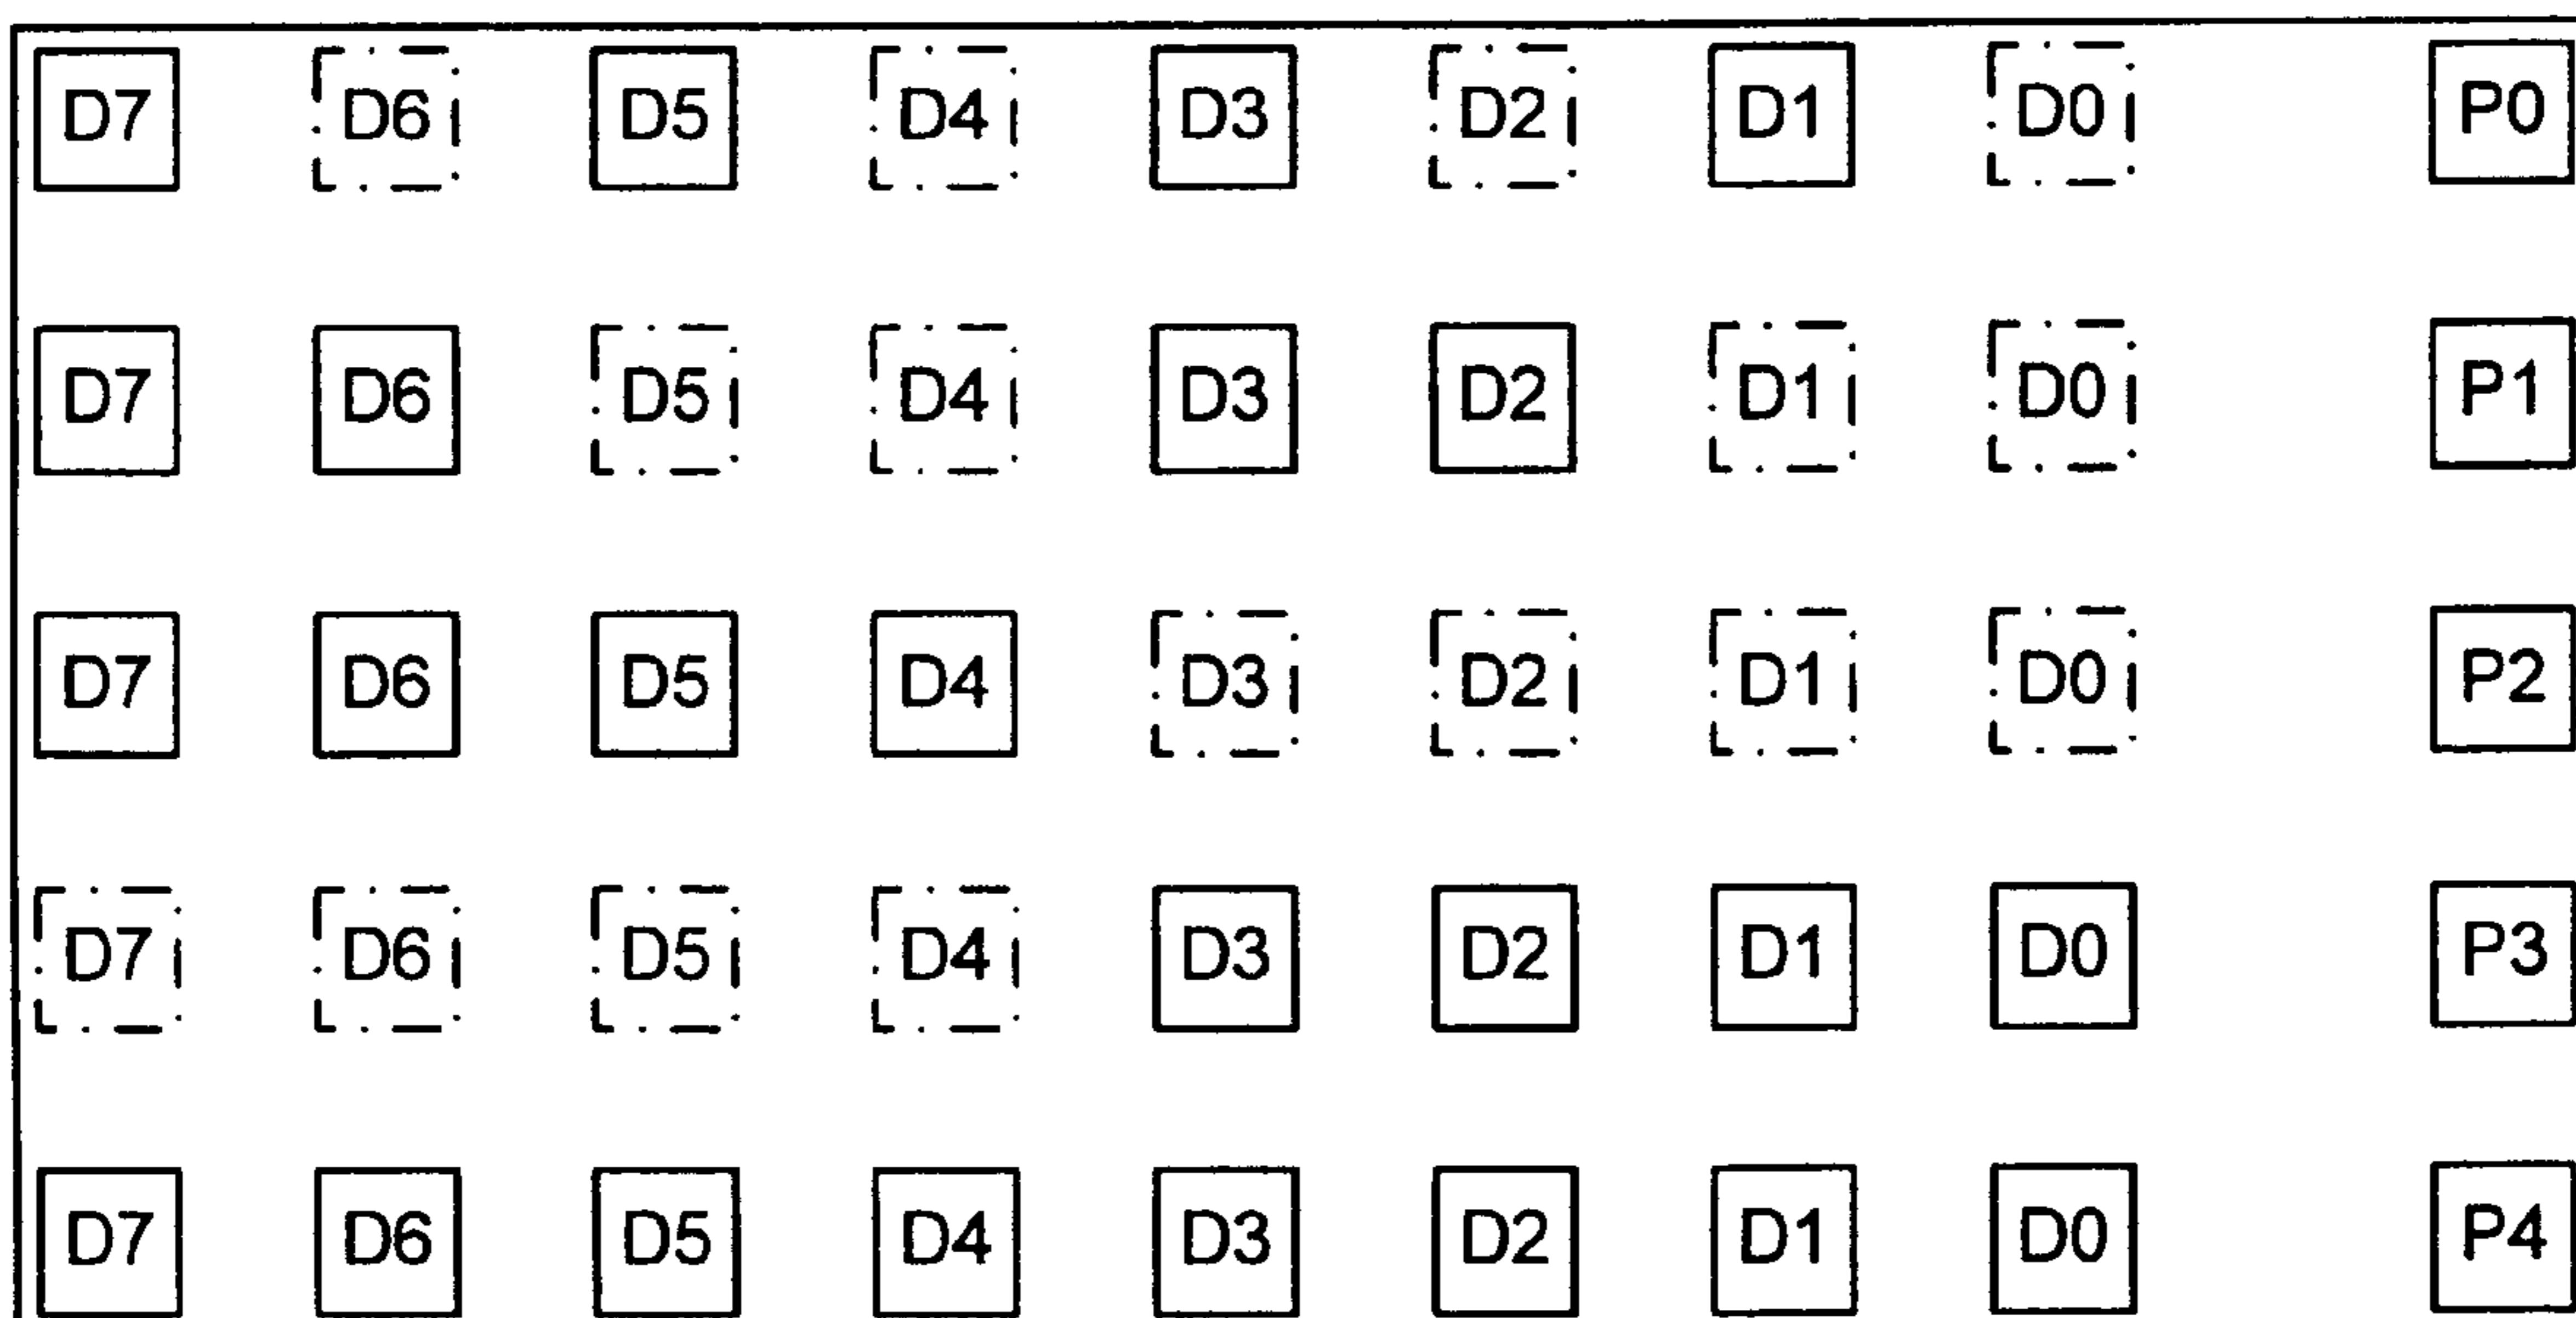 D7 D6 D5 D4 D3 D2 D1 D0 P0
D7 D6 D5 D4 D3 D2 D1 D0 P1
D7 D6 D5 D4 D3 D2 D1 D0 P2
D7 D6 D5 D4 D3 D2 D1 D0 P3
D7 D6 D5 D4 D3 D2 D1 D0 P4